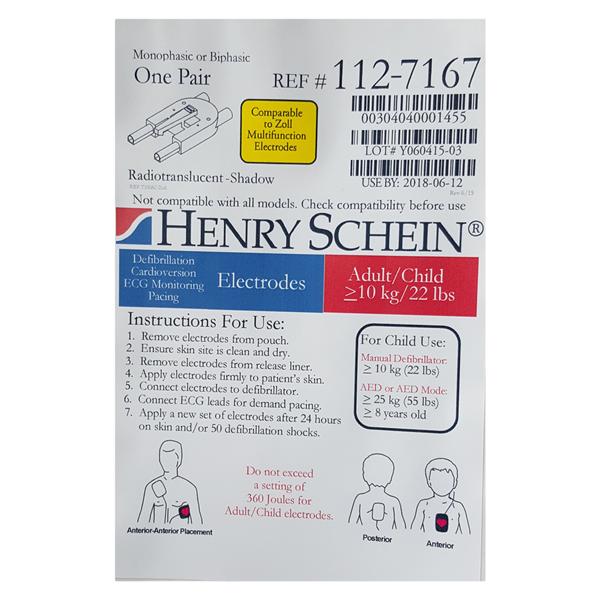 Monophasic or Biphasic
One Pair
REF # 112-7167
00304040001455
Comparable
to Zoll
Multifunction
Electrodes
LOT# Y060415-03
Radiotranslucent -Shadow
USE BY: 2018-06-12
Rev 6/15
Not compatible with all models. Check compatibility before use
HENRY SCHEIN®
Defibrillation
Cardioversion
ECG Monitoring
Pacing
Electrodes
Adult/Child
≥10 kg/22 lbs
Instructions For Use:
1. Remove electrodes from pouch.
2. Ensure skin site is clean and dry.
3. Remove electrodes from release liner.
4. Apply electrodes firmly to patient's skin.
5. Connect electrodes to defibrillator.
6. Connect ECG leads for demand pacing.
7. Apply a new set of electrodes after 24 hours
on skin and/or 50 defibrillation shocks.
For Child Use:
Manual Defibrillator:
≥ 10 kg (22 lbs)
AED or AED Mode:
≥ 25 kg (55 lbs)
≥ 8 years old
Do not exceed
a setting of
360 Joules for
Adult/Child electrodes.
Anterior-Anterior Placement
Posterior
Anterior